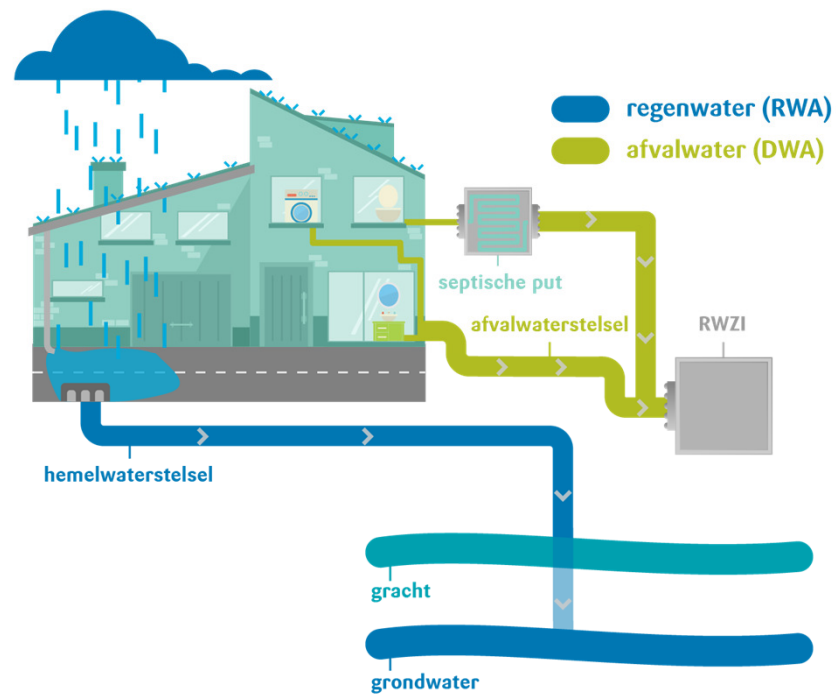 regenwater (RWA)
afvalwater (DWA)
septische put
afvalwaterstelsel
RWZI
hemelwaterstelsel
gracht
grondwater